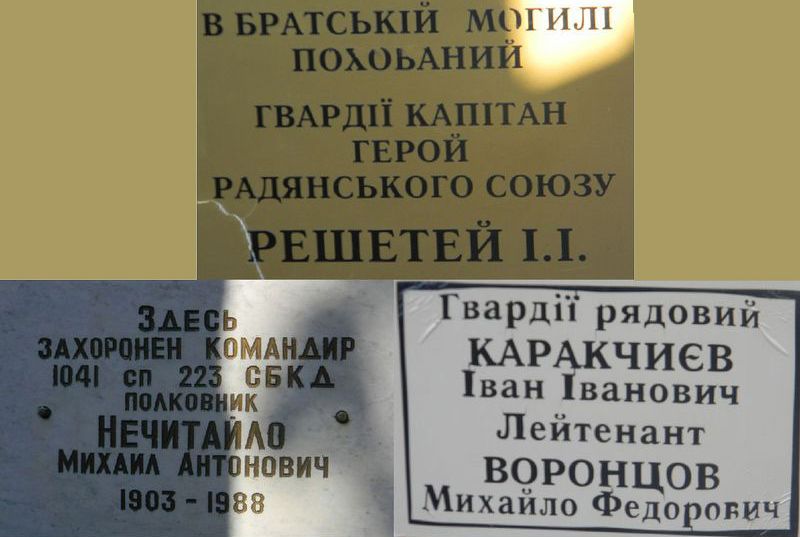 В БРАТСЬКІЙ МОГИЛІ
ПОХОВАНИЙ
ГВАРДІЇ КАПІТАН
ГЕРОЙ
РАДЯНСЬКОГО СОЮЗУ
РЕШЕТЕЙ І.І.
ЗДЕСЬ
ЗАХОРОНЕН КОМАНДИР
1041 СП 223 СБКД
ПОЛКОВНИК
НЕЧИТАЙЛО
МИХАИЛ АНТОНОВИЧ
1903 - 1988
Гвардії рядовий
КАРАКЧИЄВ
Іван Іванович
Лейтенант
ВОРОНЦОВ
Михайло Федорович